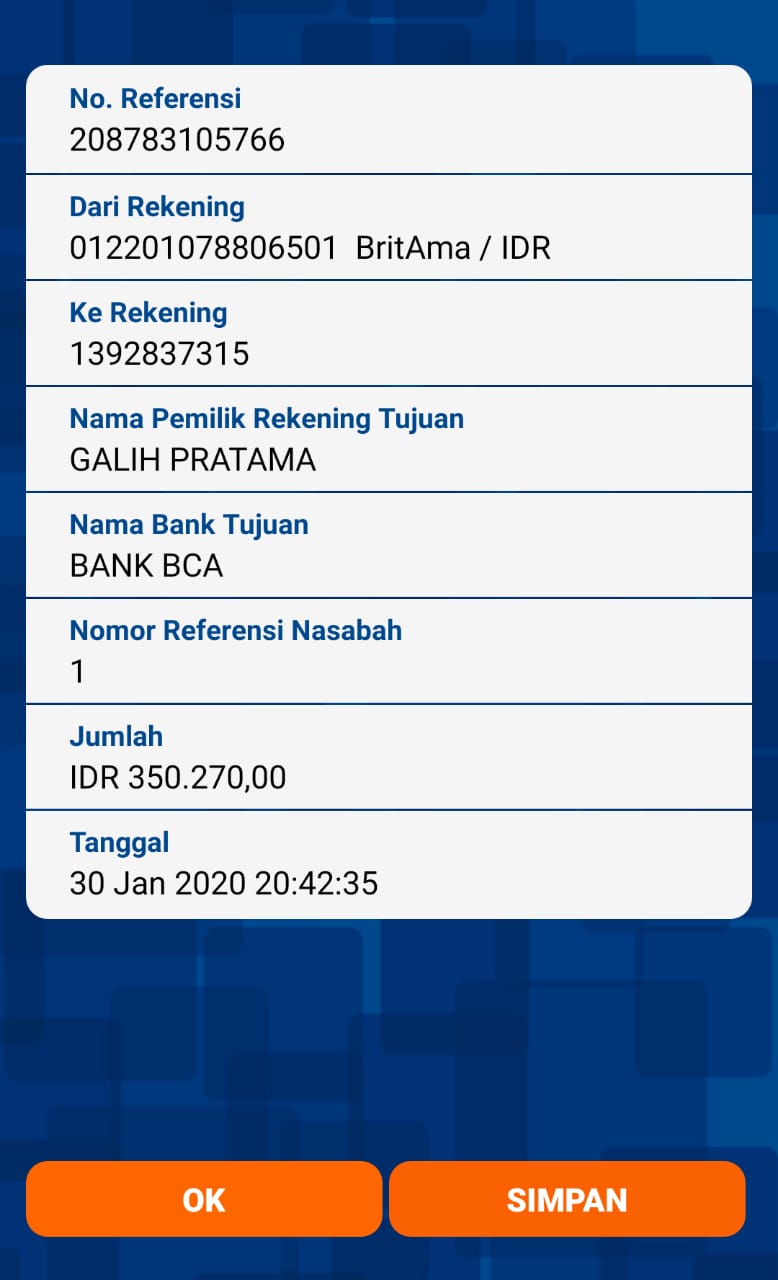 No. Referensi
208783105766
Dari Rekening
012201078806501  BritAma / IDR
Ke Rekening
1392837315
Nama Pemilik Rekening Tujuan
GALIH PRATAMA
Nama Bank Tujuan
BANK BCA
Nomor Referensi Nasabah
1
Jumlah
IDR 350.270,00
Tanggal
30 Jan 2020 20:42:35
OK
SIMPAN